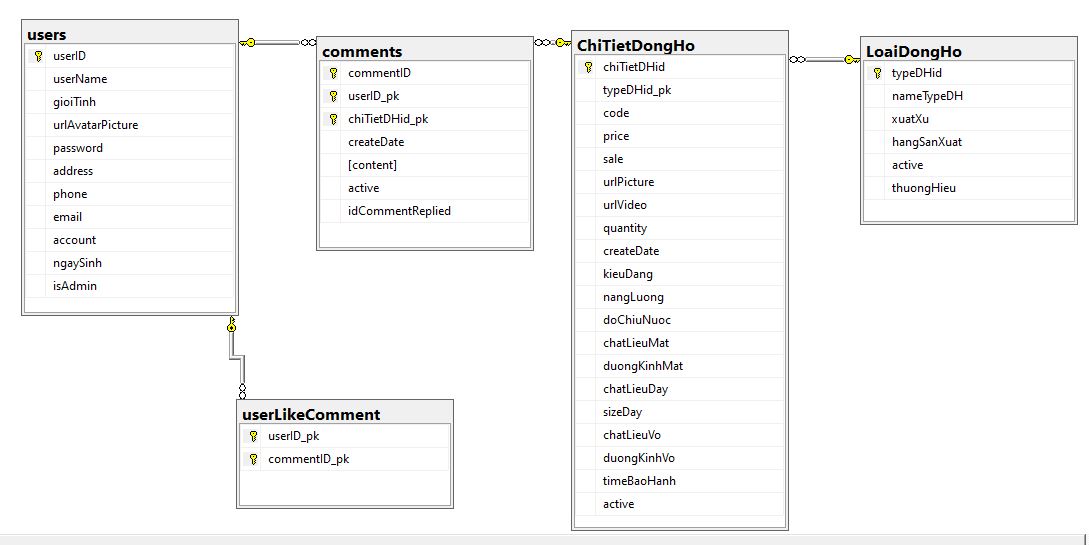 users
userID
userName
gioiTinh
urlAvatarPicture
password
address
phone
email
account
ngaySinh
isAdmin
comments
commentID
userID_pk
chiTietDHid_pk
createDate
[content]
active
idCommentReplied
ChiTietDongHo
chiTietDHid
typeDHid_pk
code
price
sale
urlPicture
urlVideo
quantity
createDate
kieuDang
nangLuong
doChiuNuoc
chatLieuMat
duongKinhMat
chatLieuDay
sizeDay
chatLieuVo
duongKinhVo
timeBaoHanh
active
LoaiDongHo
typeDHid
nameTypeDH
xuatXu
hangSanXuat
active
thuongHieu
userLikeComment
userID_pk
commentID_pk